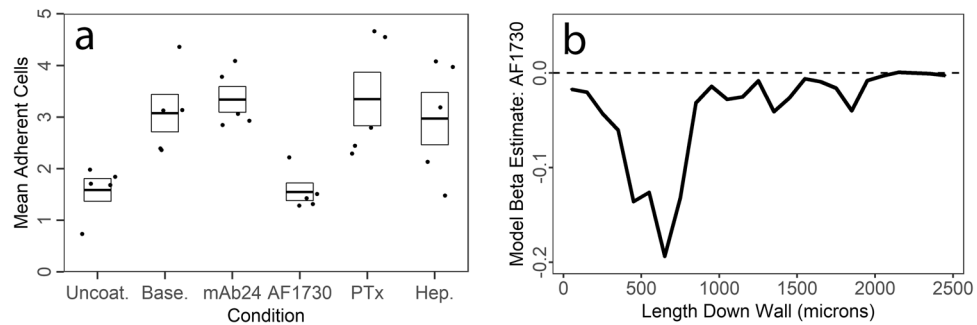 a
5
4
3
2
1
0
Mean Adherent Cells
Uncoat. Base. mAb24 AF1730 PTx Hep.
Condition
b
0.0
-0.1
-0.2
Model Beta Estimate: AF1730
0 500 1000 1500 2000 2500
Length Down Wall (microns)